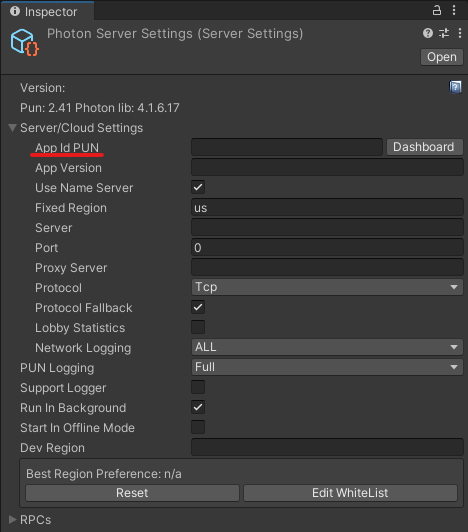 Inspector
Photon Server Settings (Server Settings)
Open
Version:
Pun: 2.41 Photon lib: 4.1.6.17
Server/Cloud Settings
App Id PUN Dashboard
App Version
Use Name Server
Fixed Region us
Server
Port 0
Proxy Server
Protocol Tcp
Protocol Fallback
Lobby Statistics
Network Logging ALL
PUN Logging Full
Support Logger
Run In Background
Start In Offline Mode
Dev Region
Best Region Preference: n/a
Reset Edit WhiteList
RPCs